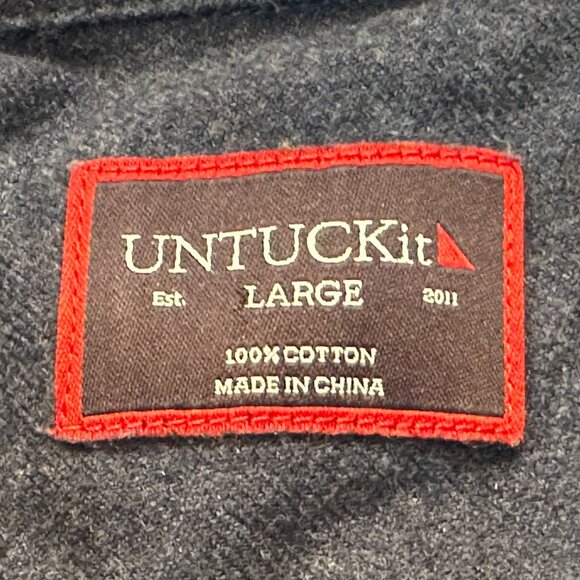 UNTUCKit
Est. LARGE 2011
100% COTTON
MADE IN CHINA